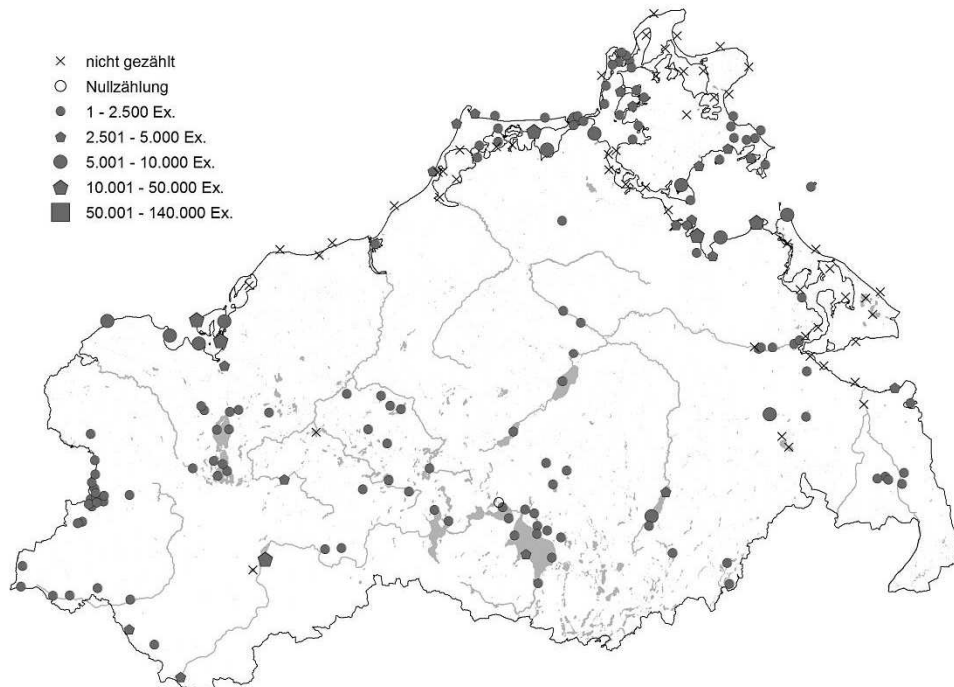 nicht gezählt
Nullzählung
1 - 2.500 Ex.
2.501 - 5.000 Ex.
5.001 - 10.000 Ex.
10.001 - 50.000 Ex.
50.001 - 140.000 Ex.